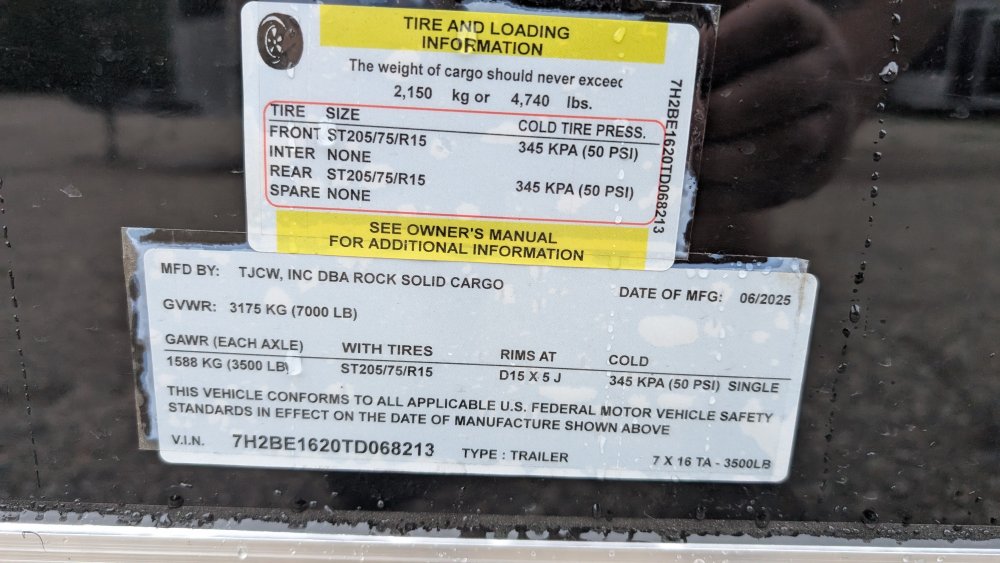 TIRE AND LOADING
INFORMATION
The weight of cargo should never exceed
2,150 kg or 4,740 lbs.
TIRE SIZE COLD TIRE PRESS.
FRONT ST205/75/R15 345 KPA (50 PSI)
INTER NONE
REAR ST205/75/R15 345 KPA (50 PSI)
SPARE NONE
SEE OWNER'S MANUAL
FOR ADDITIONAL INFORMATION
7H2BE1620TD068213
MFD BY: TJCW, INC DBA ROCK SOLID CARGO DATE OF MFG: 06/2025
GVWR: 3175 KG (7000 LB)
GAWR (EACH AXLE) WITH TIRES RIMS AT COLD
1588 KG (3500 LB) ST205/75/R15 D15 X 5 J 345 KPA (50 PSI) SINGLE
THIS VEHICLE CONFORMS TO ALL APPLICABLE U.S. FEDERAL MOTOR VEHICLE SAFETY
STANDARDS IN EFFECT ON THE DATE OF MANUFACTURE SHOWN ABOVE
V.I.N. 7H2BE1620TD068213 TYPE : TRAILER 7 X 16 TA - 3500LB